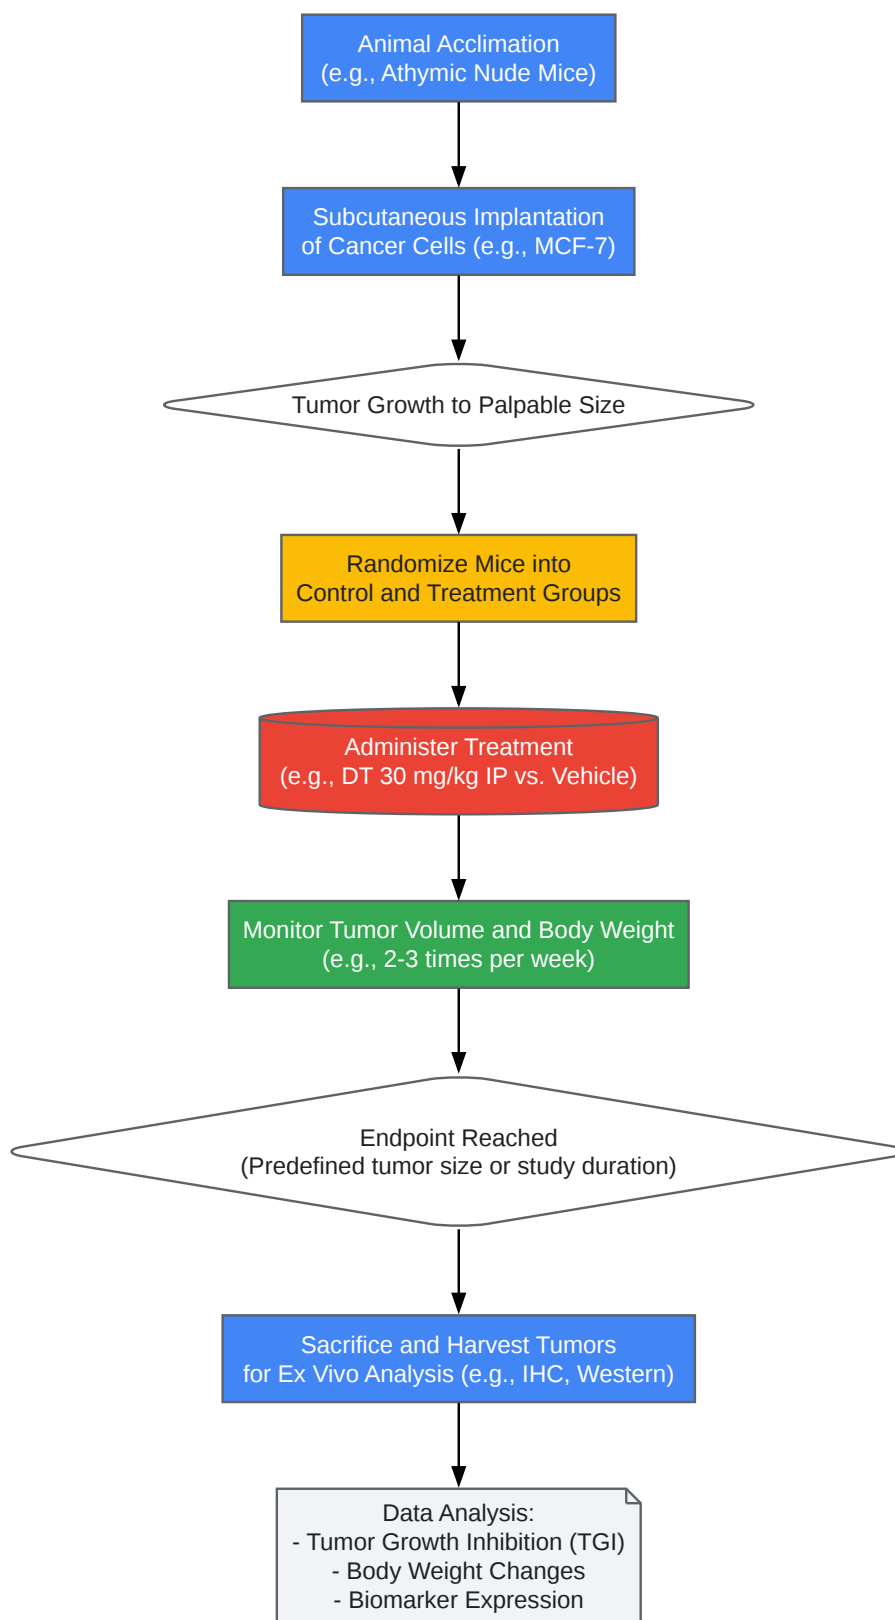 Animal Acclimation
(e.g., Athymic Nude Mice)
Subcutaneous Implantation
of Cancer Cells (e.g., MCF-7)
Tumor Growth to Palpable Size
Randomize Mice into
Control and Treatment Groups
Administer Treatment
(e.g., DT 30 mg/kg IP vs. Vehicle)
Monitor Tumor Volume and Body Weight
(e.g., 2-3 times per week)
Endpoint Reached
(Predefined tumor size or study duration)
Sacrifice and Harvest Tumors
for Ex Vivo Analysis (e.g., IHC, Western)
Data Analysis:
- Tumor Growth Inhibition (TGI)
- Body Weight Changes
- Biomarker Expression